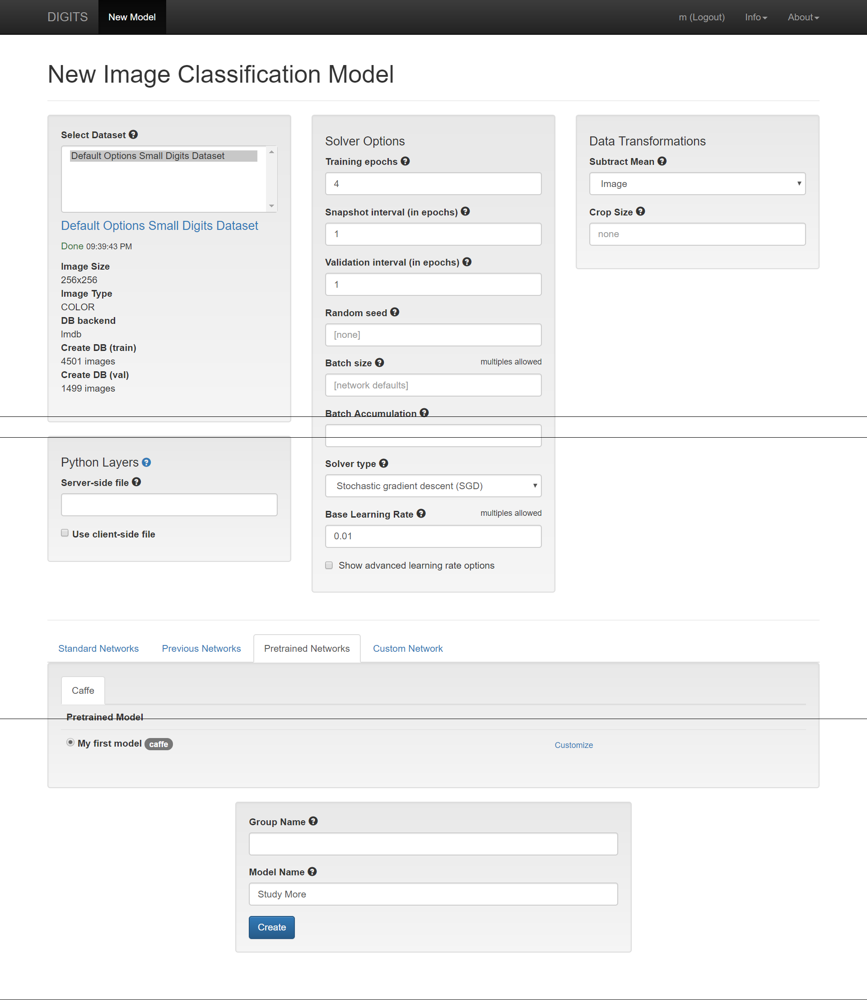 DIGITS New Model m (Logout) Info About
New Image Classification Model
Select Dataset
Default Options Small Digits Dataset
Default Options Small Digits Dataset
Done 09:39:43 PM
Image Size
256x256
Image Type
COLOR
DB backend
lmdb
Create DB (train)
4501 images
Create DB (val)
1499 images
Python Layers
Server-side file
Use client-side file
Solver Options
Training epochs
4
Snapshot interval (in epochs)
1
Validation interval (in epochs)
1
Random seed
[none]
Batch size multiples allowed
[network defaults]
Batch Accumulation
Solver type
Stochastic gradient descent (SGD)
Base Learning Rate multiples allowed
0.01
Show advanced learning rate options
Data Transformations
Subtract Mean
Image
Crop Size
none
Standard Networks Previous Networks Pretrained Networks Custom Network
Caffe
Pretrained Model
My first model caffe Customize
Group Name
Model Name
Study More
Create